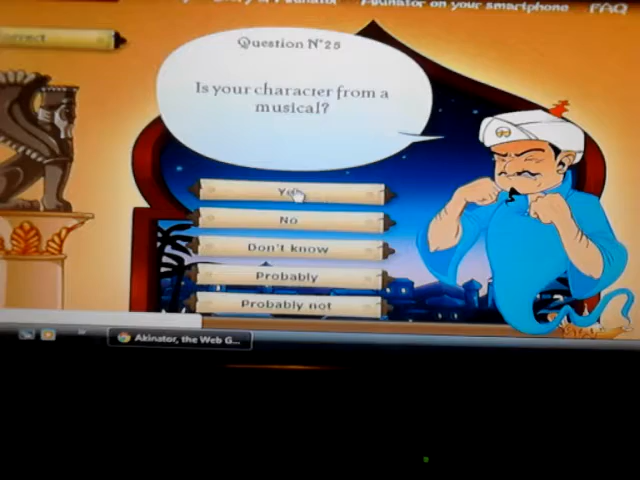 Akinator on your smartphone FAQ
Question N°25
Is your character from a
musical?
Yes
No
Don't know
Probably
Probably not
Akinator, the Web G...